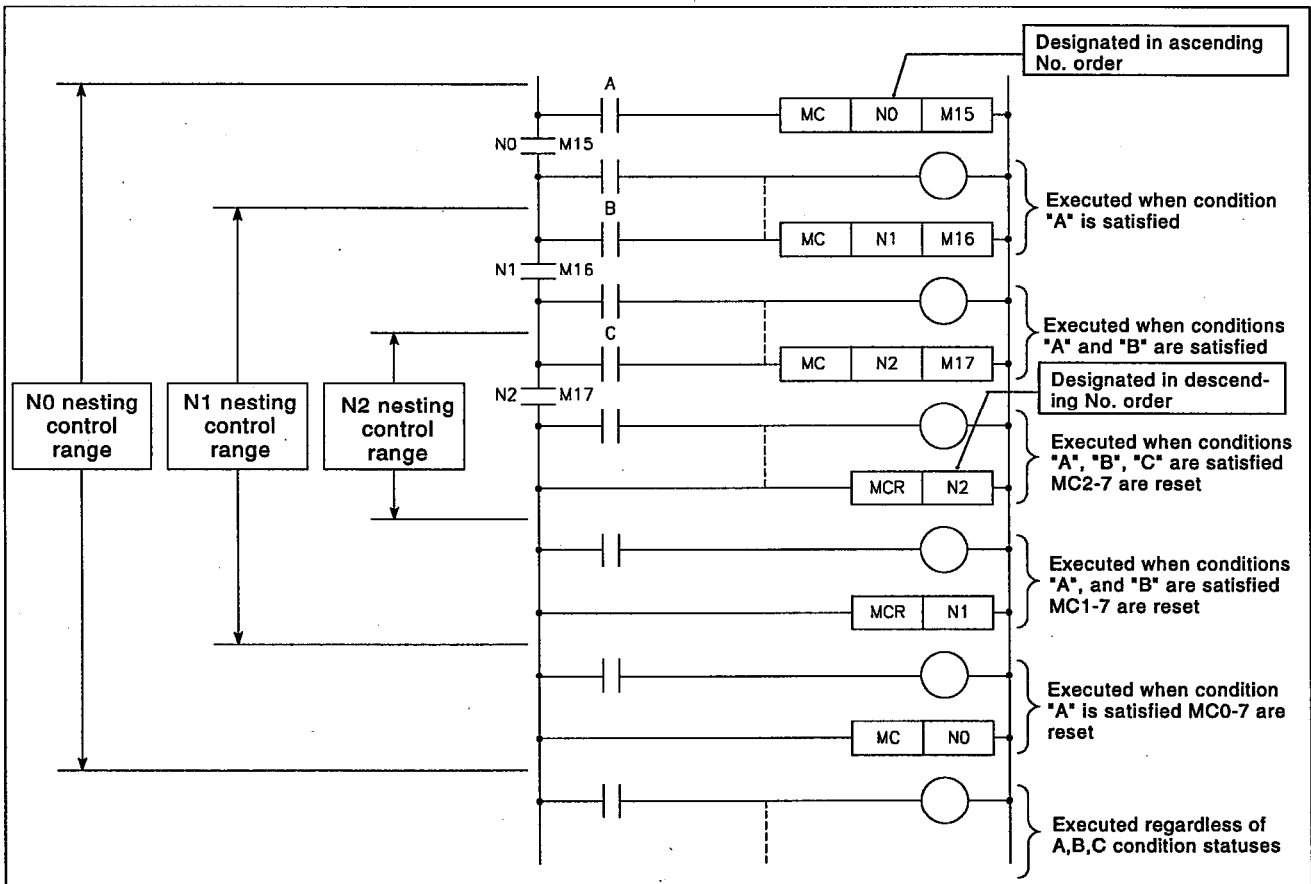 Designated in ascending
No. order
A
MC N0 M15
N0 M15
Executed when condition
"A" is satisfied
B
MC N1 M16
N1 M16
Executed when conditions
"A" and "B" are satisfied
C
MC N2 M17
N2 M17
Designated in descend-
ing No. order
N0 nesting
control
range
N1 nesting
control
range
N2 nesting
control
range
Executed when conditions
"A", "B", "C" are satisfied
MC2-7 are reset
MCR N2
Executed when conditions
"A", and "B" are satisfied
MC1-7 are reset
MCR N1
Executed when condition
"A" is satisfied MC0-7 are
reset
MC N0
Executed regardless of
A,B,C condition statuses